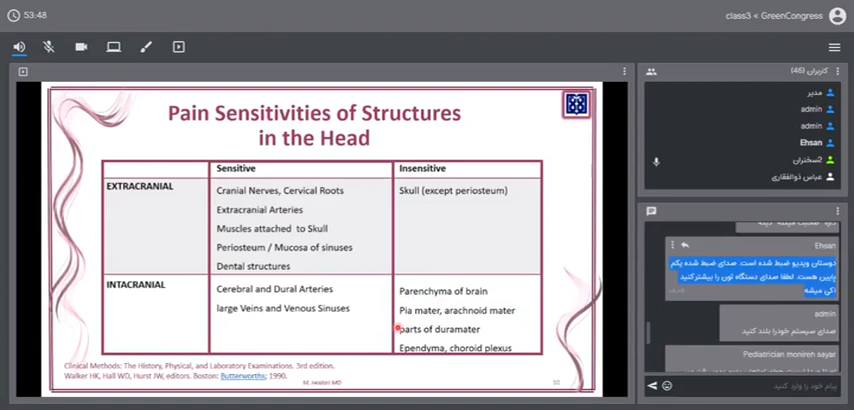 53:48
class3 < GreenCongress
Pain Sensitivities of Structures
in the Head
Sensitive
Insensitive
EXTRACRANIAL
Cranial Nerves, Cervical Roots
Extracranial Arteries
Muscles attached to Skull
Periosteum / Mucosa of sinuses
Dental structures
Skull (except periosteum)
INTACRANIAL
Cerebral and Dural Arteries
large Veins and Venous Sinuses
Parenchyma of brain
Pia mater, arachnoid mater
parts of duramater
Ependyma, choroid plexus
Clinical Methods: The History, Physical, and Laboratory Examinations. 3rd edition.
Walker HK, Hall WD, Hurst JW, editors. Boston: Butterworths; 1990.
M. Heidari MD
10
کاربران (46)
مدیر
admin
admin
Ehsan
2سخنران
عباس ذوالفقاری
Ehsan
دوستان ویدیو ضبط شده است. صدای ضبط شده یکم
پایین هست. لطفا صدای دستگاه تون را بیشتر کنید
اکی میشه
admin
صدای سیستم خودرا بلند کنید
Pediatrician monireh sayar
پیام خود را وارد کنید